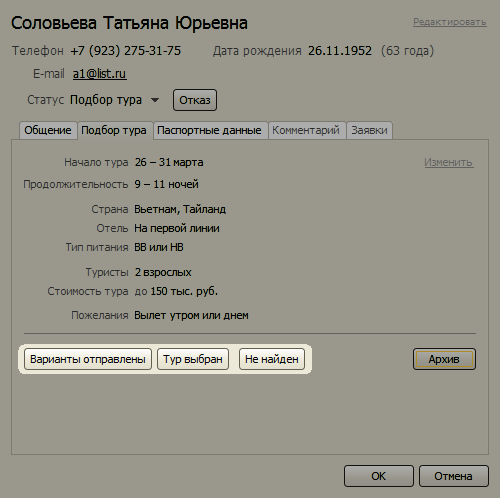 Соловьева Татьяна Юрьевна Редактировать
Телефон +7 (923) 275-31-75 Дата рождения 26.11.1952 (63 года)
E-mail a1@list.ru
Статус Подбор тура Отказ
Общение Подбор тура Паспортные данные Комментарий Заявки
Начало тура 26 – 31 марта Изменить
Продолжительность 9 – 11 ночей
Страна Вьетнам, Тайланд
Отель На первой линии
Тип питания BB или HB
Туристы 2 взрослых
Стоимость тура до 150 тыс. руб.
Пожелания Вылет утром или днем
Варианты отправлены Тур выбран Не найден Архив
OK Отмена